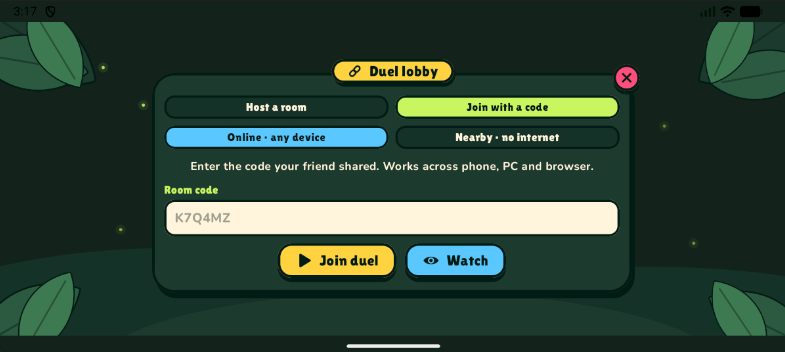 3:17
Duel lobby
Host a room
Join with a code
Online · any device
Nearby · no internet
Enter the code your friend shared. Works across phone, PC and browser.
Room code
K7Q4MZ
Join duel
Watch